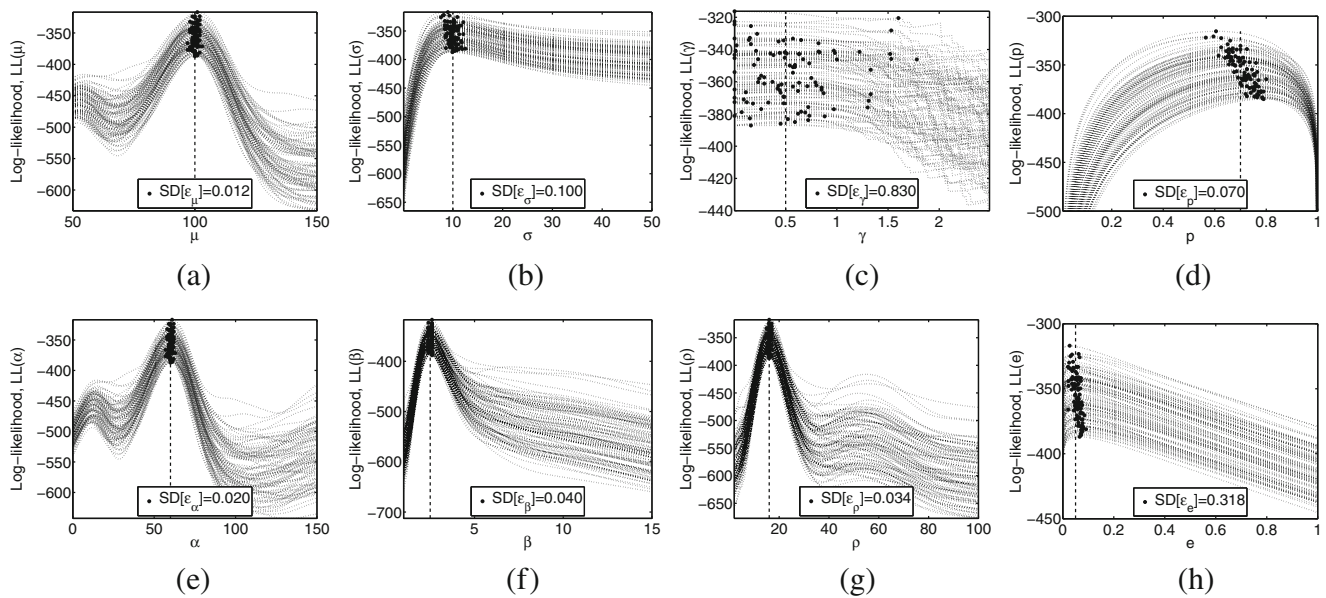 Log−likelihood, LL(μ)
−350
−400
−450
−500
−550
−600
50
100
150
SD[ε_μ]=0.012
μ
(a)
Log−likelihood, LL(σ)
−350
−400
−450
−500
−550
−600
−650
10
20
30
40
50
SD[ε_σ]=0.100
σ
(b)
Log−likelihood, LL(γ)
−320
−340
−360
−380
−400
−420
−440
0.5
1
1.5
2
SD[ε_γ]=0.830
γ
(c)
Log−likelihood, LL(p)
−300
−350
−400
−450
−500
0.2
0.4
0.6
0.8
1
SD[ε_p]=0.070
p
(d)
Log−likelihood, LL(α)
−350
−400
−450
−500
−550
−600
0
50
100
150
SD[ε_α]=0.020
α
(e)
Log−likelihood, LL(β)
−400
−500
−600
−700
5
10
15
SD[ε_β]=0.040
β
(f)
Log−likelihood, LL(ρ)
−350
−400
−450
−500
−550
−600
−650
20
40
60
80
100
SD[ε_ρ]=0.034
ρ
(g)
Log−likelihood, LL(e)
−300
−350
−400
−450
0
0.2
0.4
0.6
0.8
1
SD[ε_e]=0.318
e
(h)